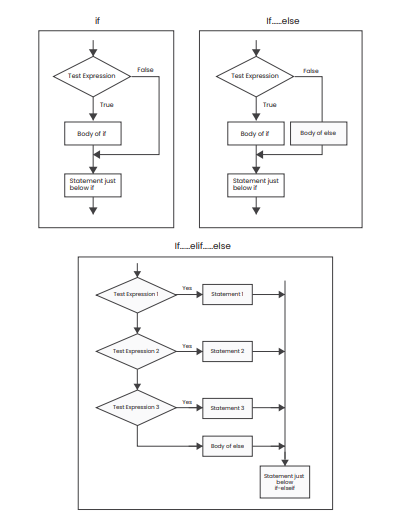 if
Test Expression
False
True
Body of if
Statement just
below if
If.....else
Test Expression
False
True
Body of if
Body of else
Statement just
below if
If.....elif.....else
Test Expression 1
Yes
Statement 1
Test Expression 2
Yes
Statement 2
Test Expression 3
Yes
Statement 3
Body of else
Statement just
below
if-elseif